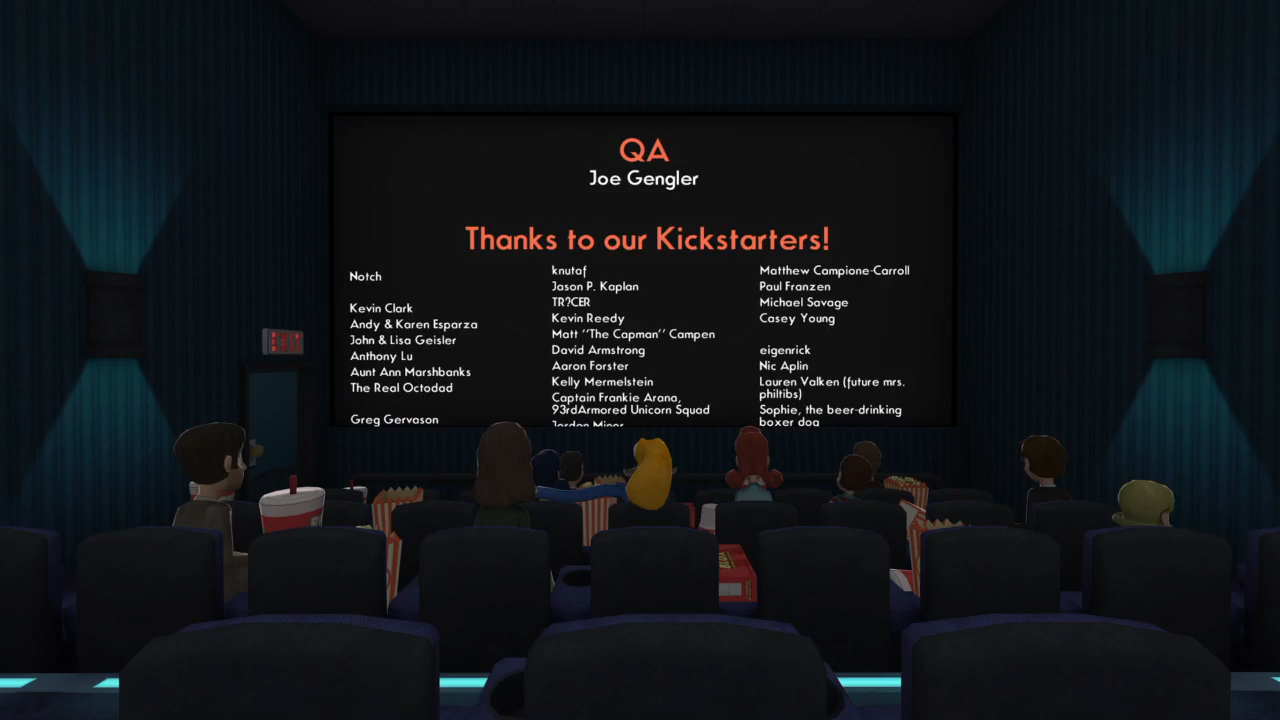 QA
Joe Gengler
Thanks to our Kickstarters!
Notch
Kevin Clark
Andy & Karen Esparza
John & Lisa Geisler
Anthony Lu
Aunt Ann Marshbanks
The Real Octodad
Greg Gervason
knutaf
Jason P. Kaplan
TR?CER
Kevin Reedy
Matt ''The Capman'' Campen
David Armstrong
Aaron Forster
Kelly Mermelstein
Captain Frankie Arana,
93rdArmored Unicorn Squad
Jordan Minor
Matthew Campione-Carroll
Paul Franzen
Michael Savage
Casey Young
eigenrick
Nic Aplin
Lauren Valken (future mrs.
philtibs)
Sophie, the beer-drinking
boxer dog
EXIT